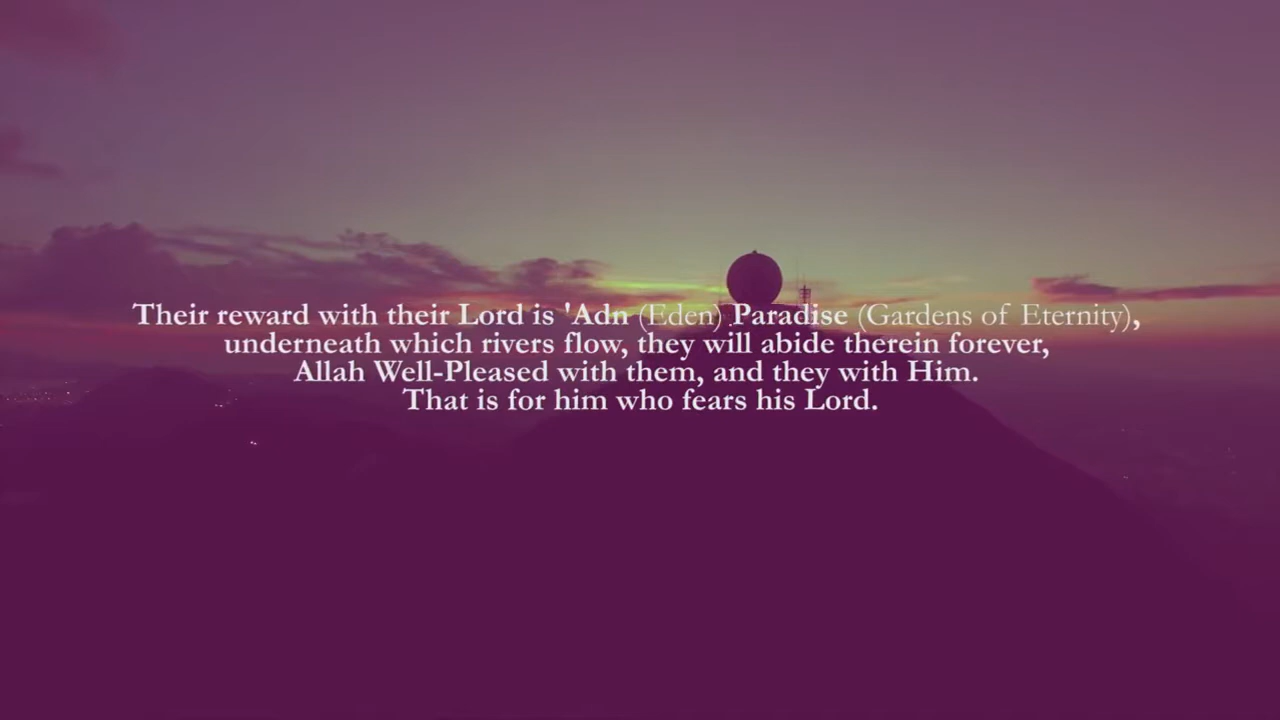 Their reward with their Lord is 'Adn (Eden) Paradise (Gardens of Eternity),
underneath which rivers flow, they will abide therein forever,
Allah Well-Pleased with them, and they with Him.
That is for him who fears his Lord.